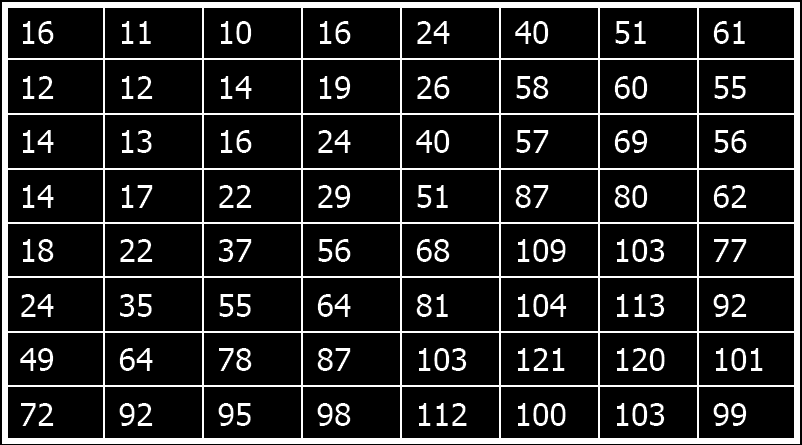 16 11 10 16 24 40 51 61
12 12 14 19 26 58 60 55
14 13 16 24 40 57 69 56
14 17 22 29 51 87 80 62
18 22 37 56 68 109 103 77
24 35 55 64 81 104 113 92
49 64 78 87 103 121 120 101
72 92 95 98 112 100 103 99